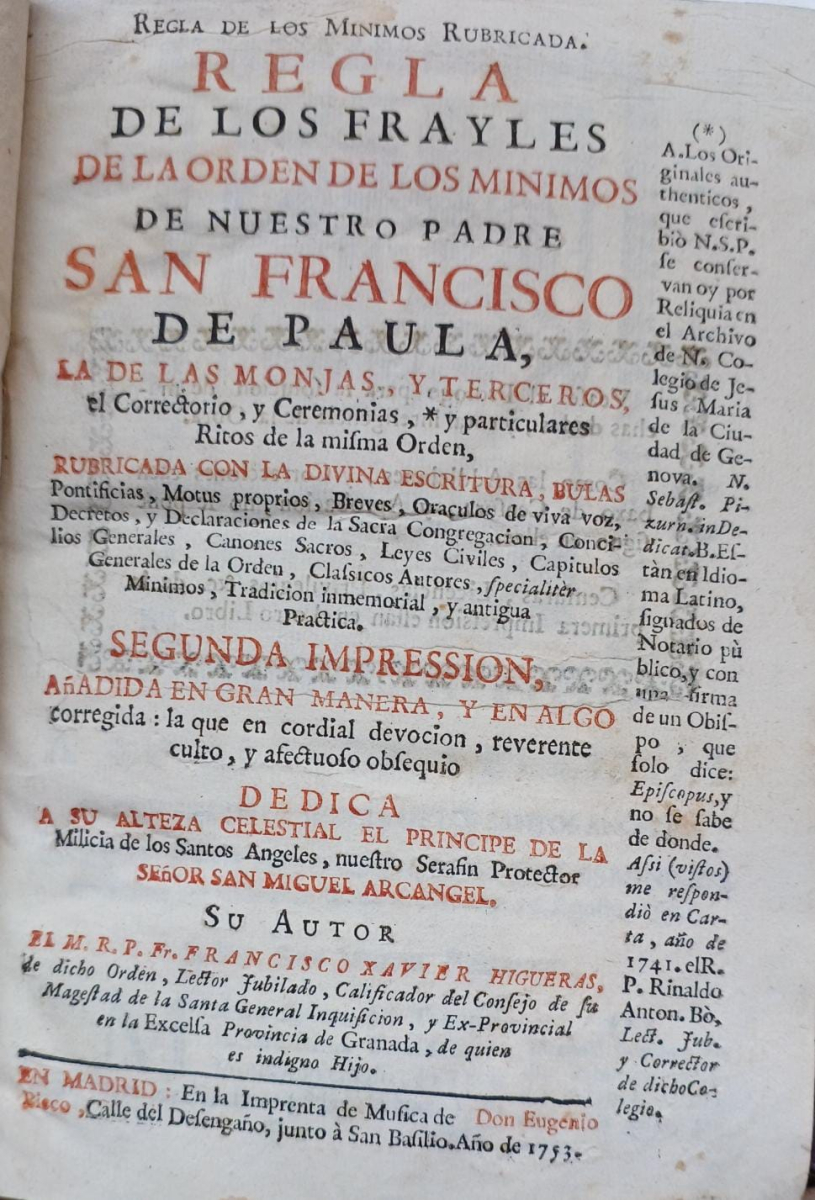 REGLA DE LOS MINIMOS RUBRICADA.
REGLA
DE LOS FRAYLES
DE LA ORDEN DE LOS MINIMOS
DE NUESTRO PADRE
SAN FRANCISCO
DE PAULA,
LA DE LAS MONJAS, Y TERCEROS,
el Correctorio, y Ceremonias, * y particulares
Ritos de la miſma Orden,
RUBRICADA CON LA DIVINA ESCRITURA, BULAS
Pontificias, Motus proprios, Breves, Oraculos de viva voz,
Decretos, y Declaraciones de la Sacra Congregacion, Conci-
lios Generales, Canones Sacros, Leyes Civiles, Capitulos
Generales de la Orden, Claſsicos Autores, ſpecialitèr
Minimos, Tradicion inmemorial, y antigua
Practica.
SEGUNDA IMPRESSION,
AñADIDA EN GRAN MANERA, Y EN ALGO
corregida: la que en cordial devocion, reverente
culto, y afectuoſo obſequio
DEDICA
A SU ALTEZA CELESTIAL EL PRINCIPE DE LA
Milicia de los Santos Angeles, nueſtro Serafin Protector
SEñOR SAN MIGUEL ARCANGEL.
SU AUTOR
EL M. R. P. Fr. FRANCISCO XAVIER HIGUERAS,
de dicho Orden, Lector Jubilado, Calificador del Conſejo de ſu
Mageſtad de la Santa General Inquiſicion, y Ex-Provincial
en la Excelſa Provincia de Granada, de quien
es indigno Hijo.
EN MADRID: En la Imprenta de Muſica de Don Eugenio
Biſco, Calle del Deſengaño, junto à San Baſilio. Año de 1753.
(*)
A. Los Ori-
ginales au-
thenticos,
que eſcri-
biò N.S.P.
ſe conſer-
van oy por
Reliquia en
el Archivo
de N. Co-
legio de Je-
ſus Maria
de la Ciu-
dad de Ge-
nova. N.
Sebaſt. Pi-
xurn. in De-
dicat. B. Eſ-
tàn en Idio-
ma Latino,
ſignados de
Notario pù
blico, y con
una firma
de un Obiſ-
po, que
ſolo dice:
Epiſcopus, y
no ſe ſabe
de donde.
Aſsi (viſtos)
me reſpon-
diò en Car-
ta, año de
1741. el R.
P. Rinaldo
Anton. Bò,
Lect. Jub.
y Corrector
de dicho Co-
legio.